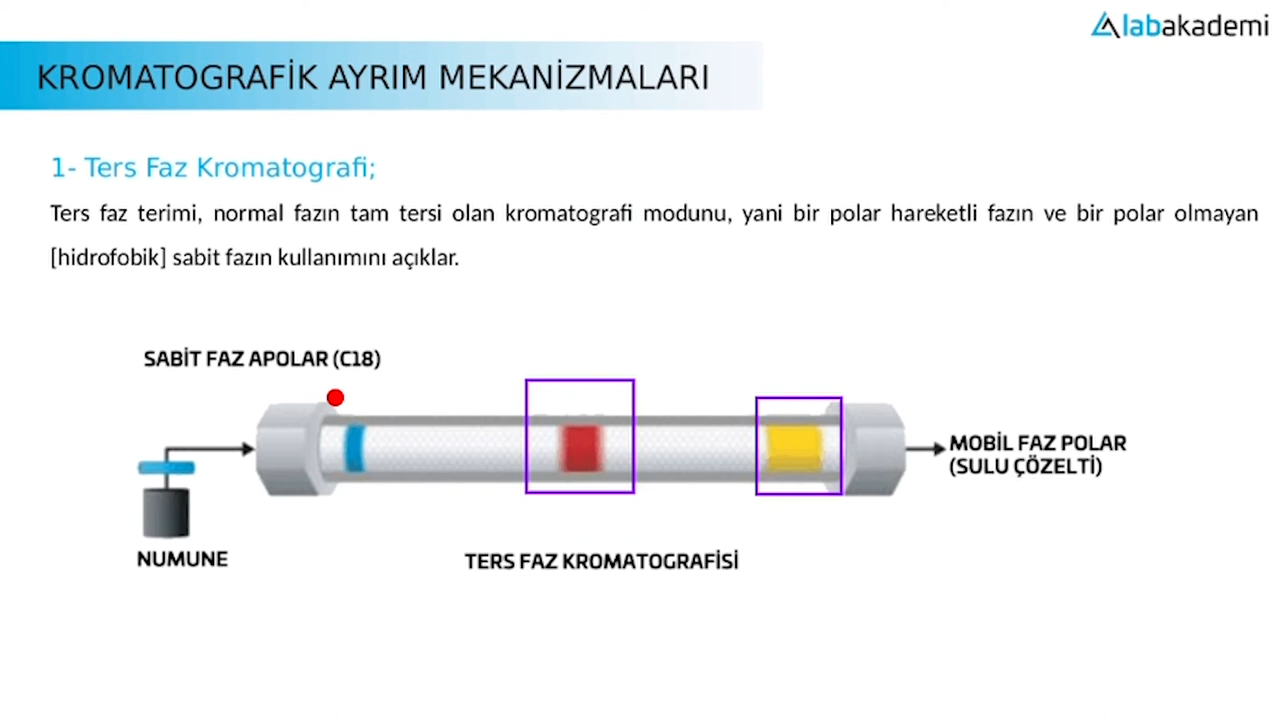 labakademi
KROMATOGRAFİK AYRIM MEKANİZMALARI
1- Ters Faz Kromatografi;
Ters faz terimi, normal fazın tam tersi olan kromatografi modunu, yani bir polar hareketli fazın ve bir polar olmayan
[hidrofobik] sabit fazın kullanımını açıklar.
SABİT FAZ APOLAR (C18)
MOBİL FAZ POLAR
(SULU ÇÖZELTİ)
NUMUNE
TERS FAZ KROMATOGRAFİSİ